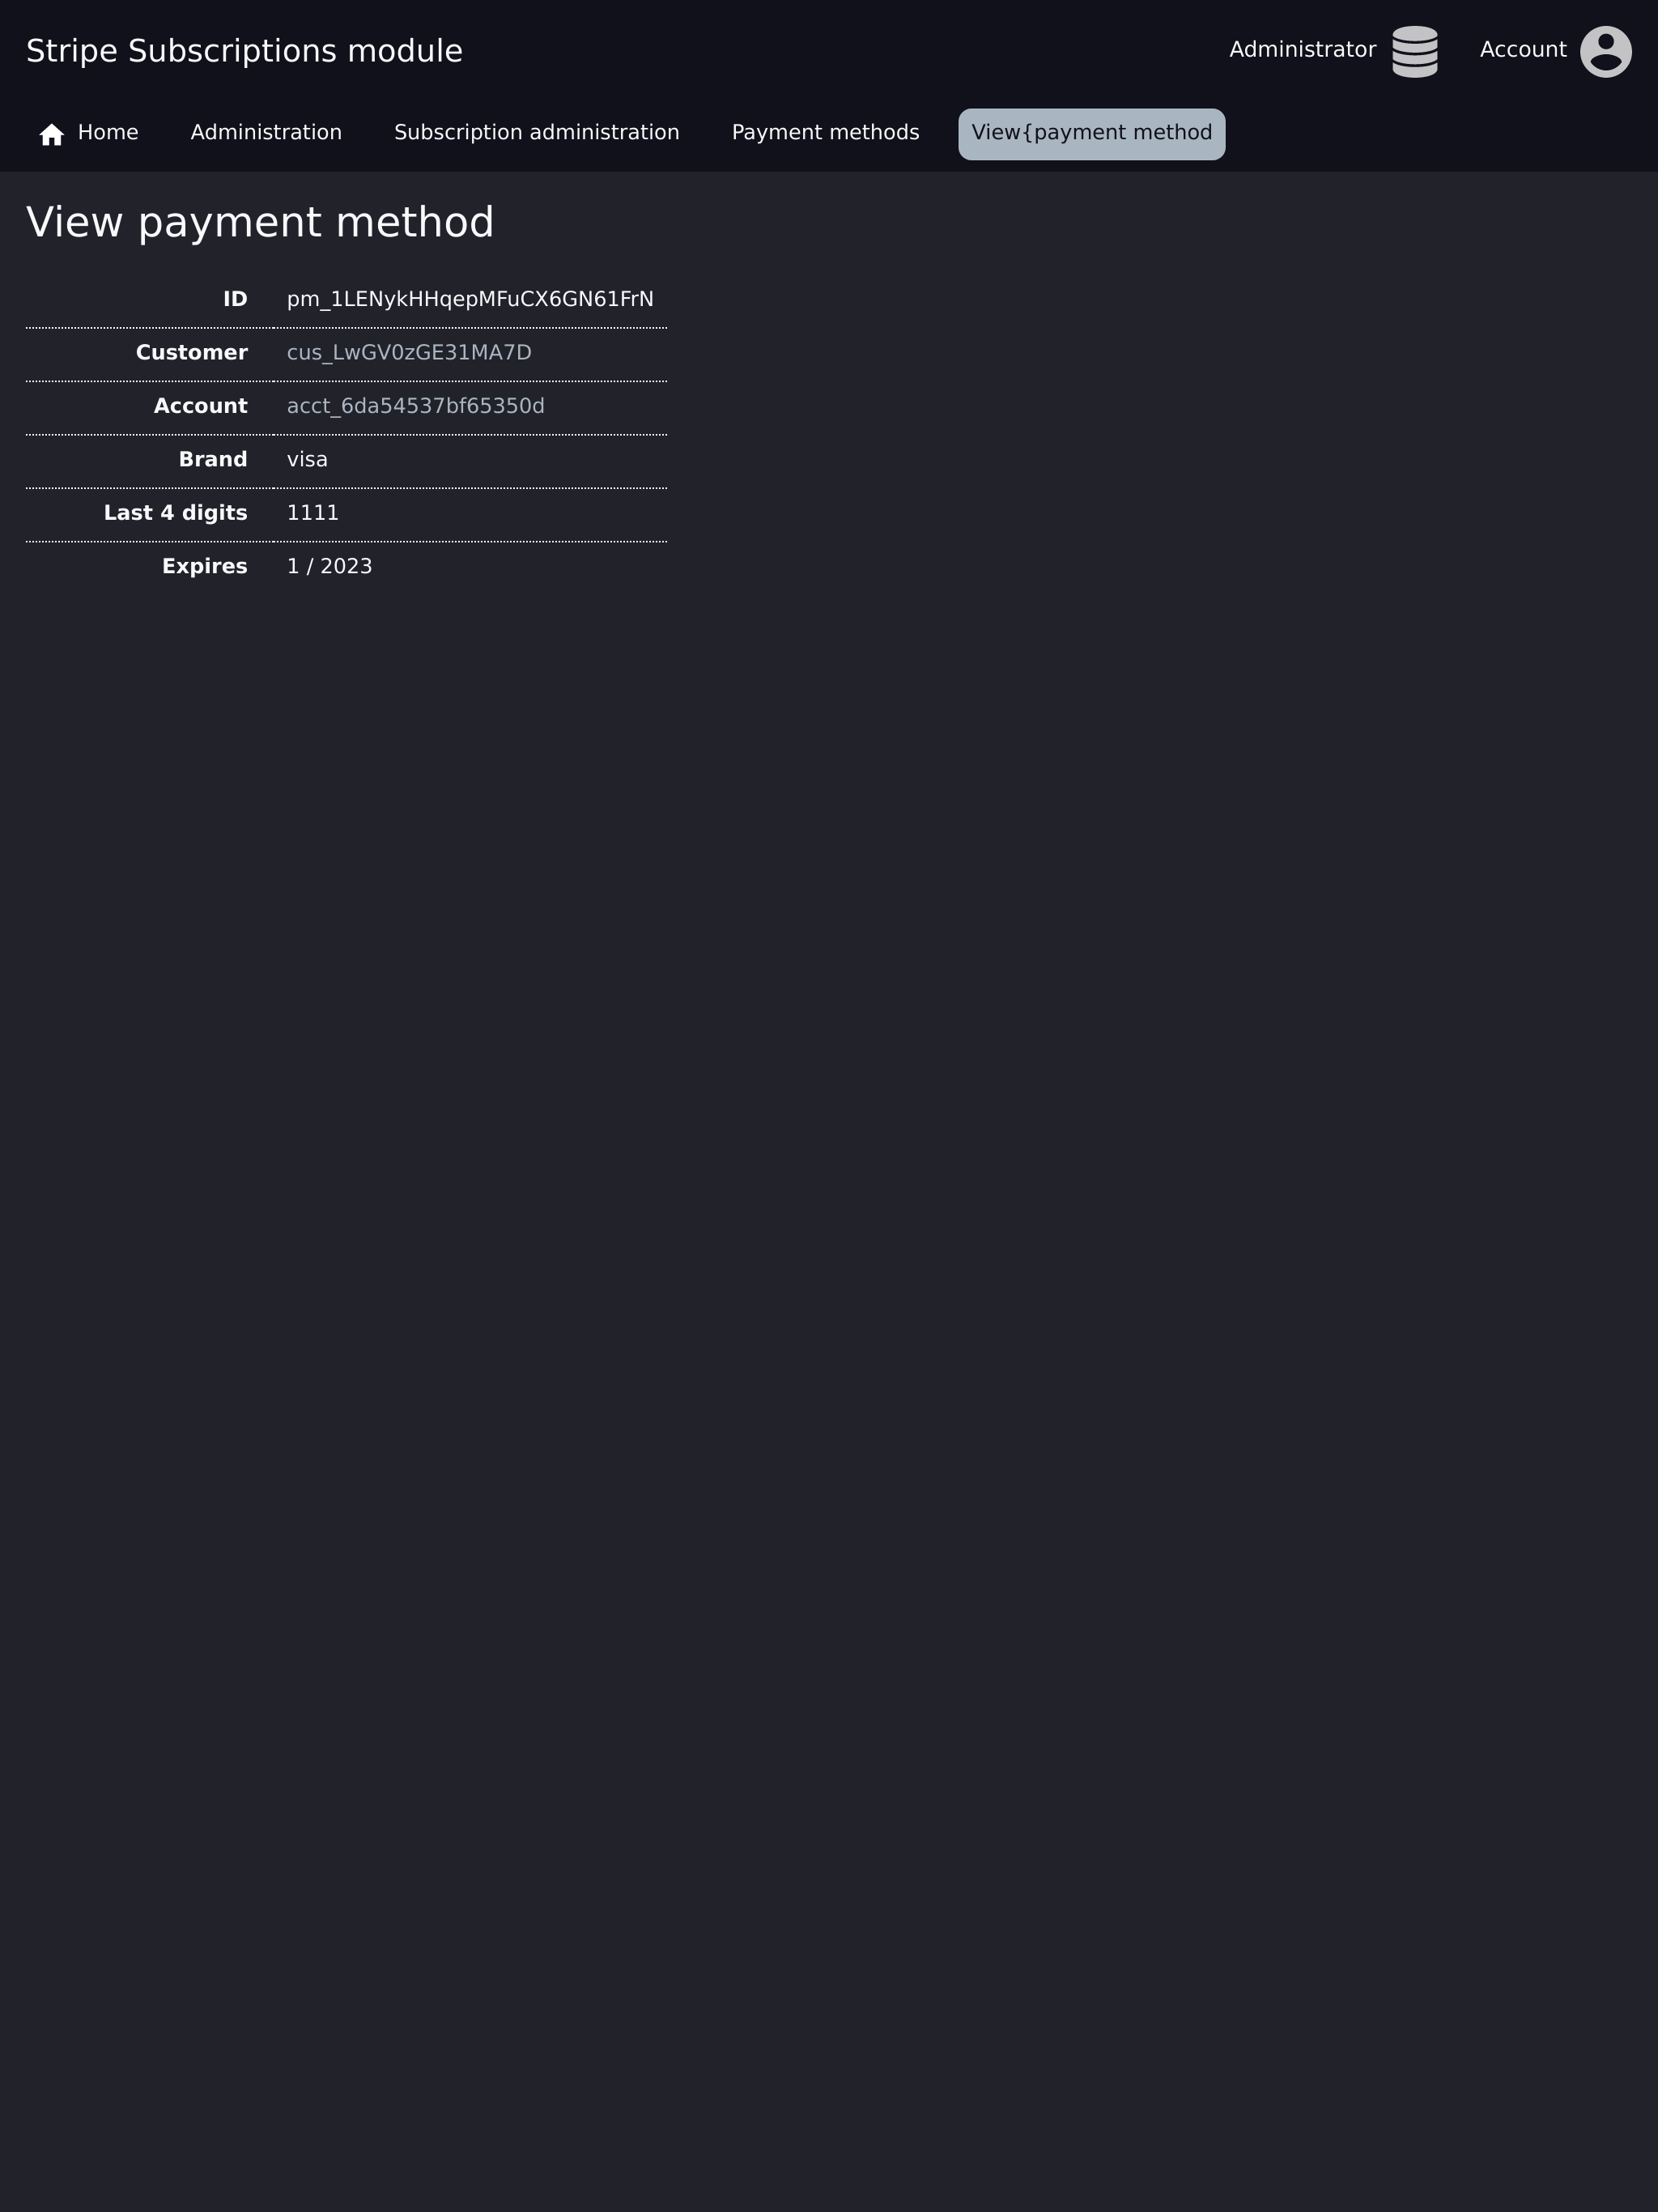 Stripe Subscriptions module
Administrator
Account
Home
Administration
Subscription administration
Payment methods
View{payment method
View payment method
ID pm_1LENykHHqepMFuCX6GN61FrN
Customer cus_LwGV0zGE31MA7D
Account acct_6da54537bf65350d
Brand visa
Last 4 digits 1111
Expires 1 / 2023